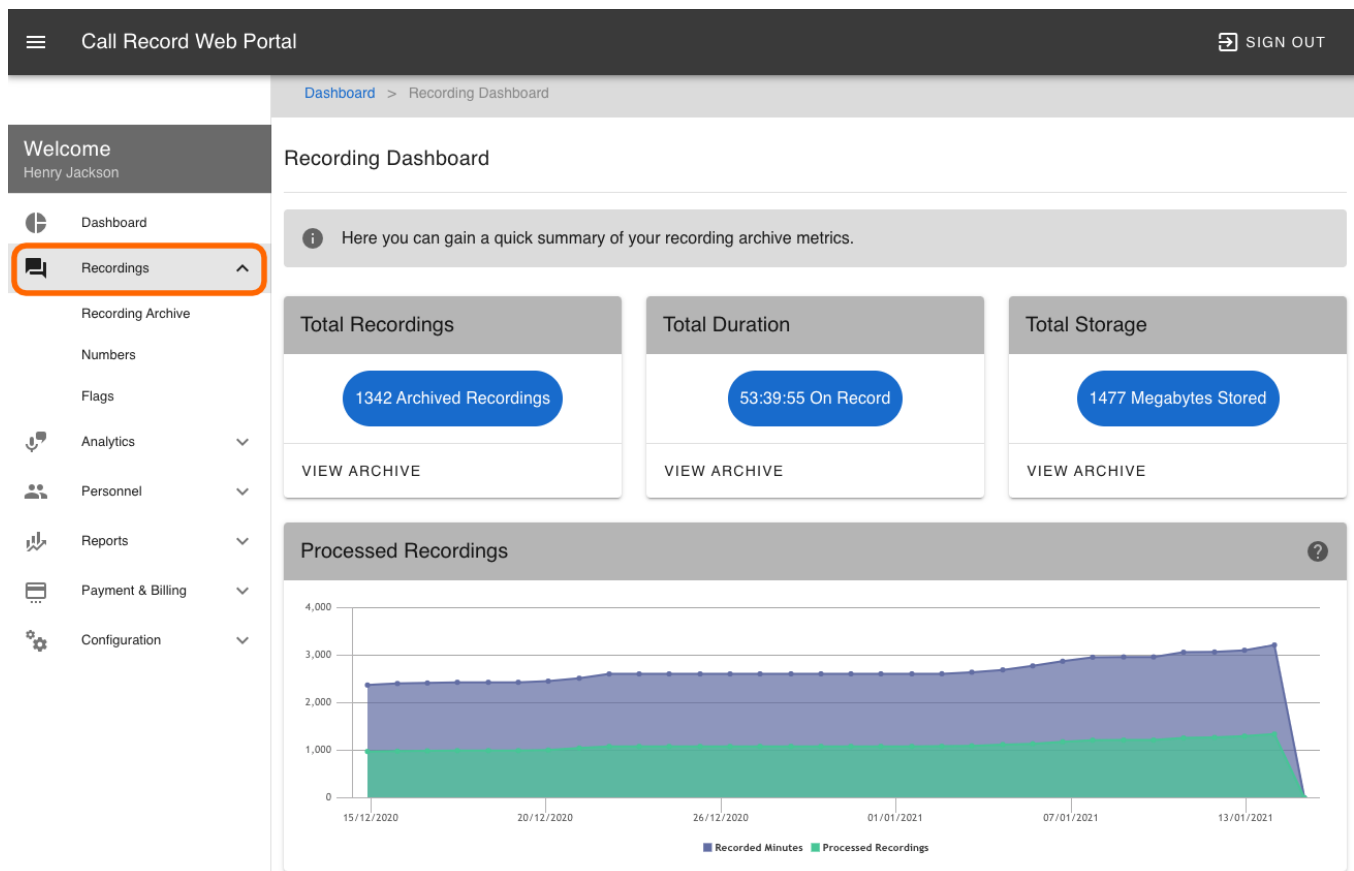 Call Record Web Portal
SIGN OUT
Dashboard > Recording Dashboard
Welcome
Henry Jackson
Dashboard
Recordings
Recording Archive
Numbers
Flags
Analytics
Personnel
Reports
Payment & Billing
Configuration
Recording Dashboard
Here you can gain a quick summary of your recording archive metrics.
Total Recordings
1342 Archived Recordings
VIEW ARCHIVE
Total Duration
53:39:55 On Record
VIEW ARCHIVE
Total Storage
1477 Megabytes Stored
VIEW ARCHIVE
Processed Recordings
4,000
3,000
2,000
1,000
0
15/12/2020 20/12/2020 26/12/2020 01/01/2021 07/01/2021 13/01/2021
Recorded Minutes Processed Recordings